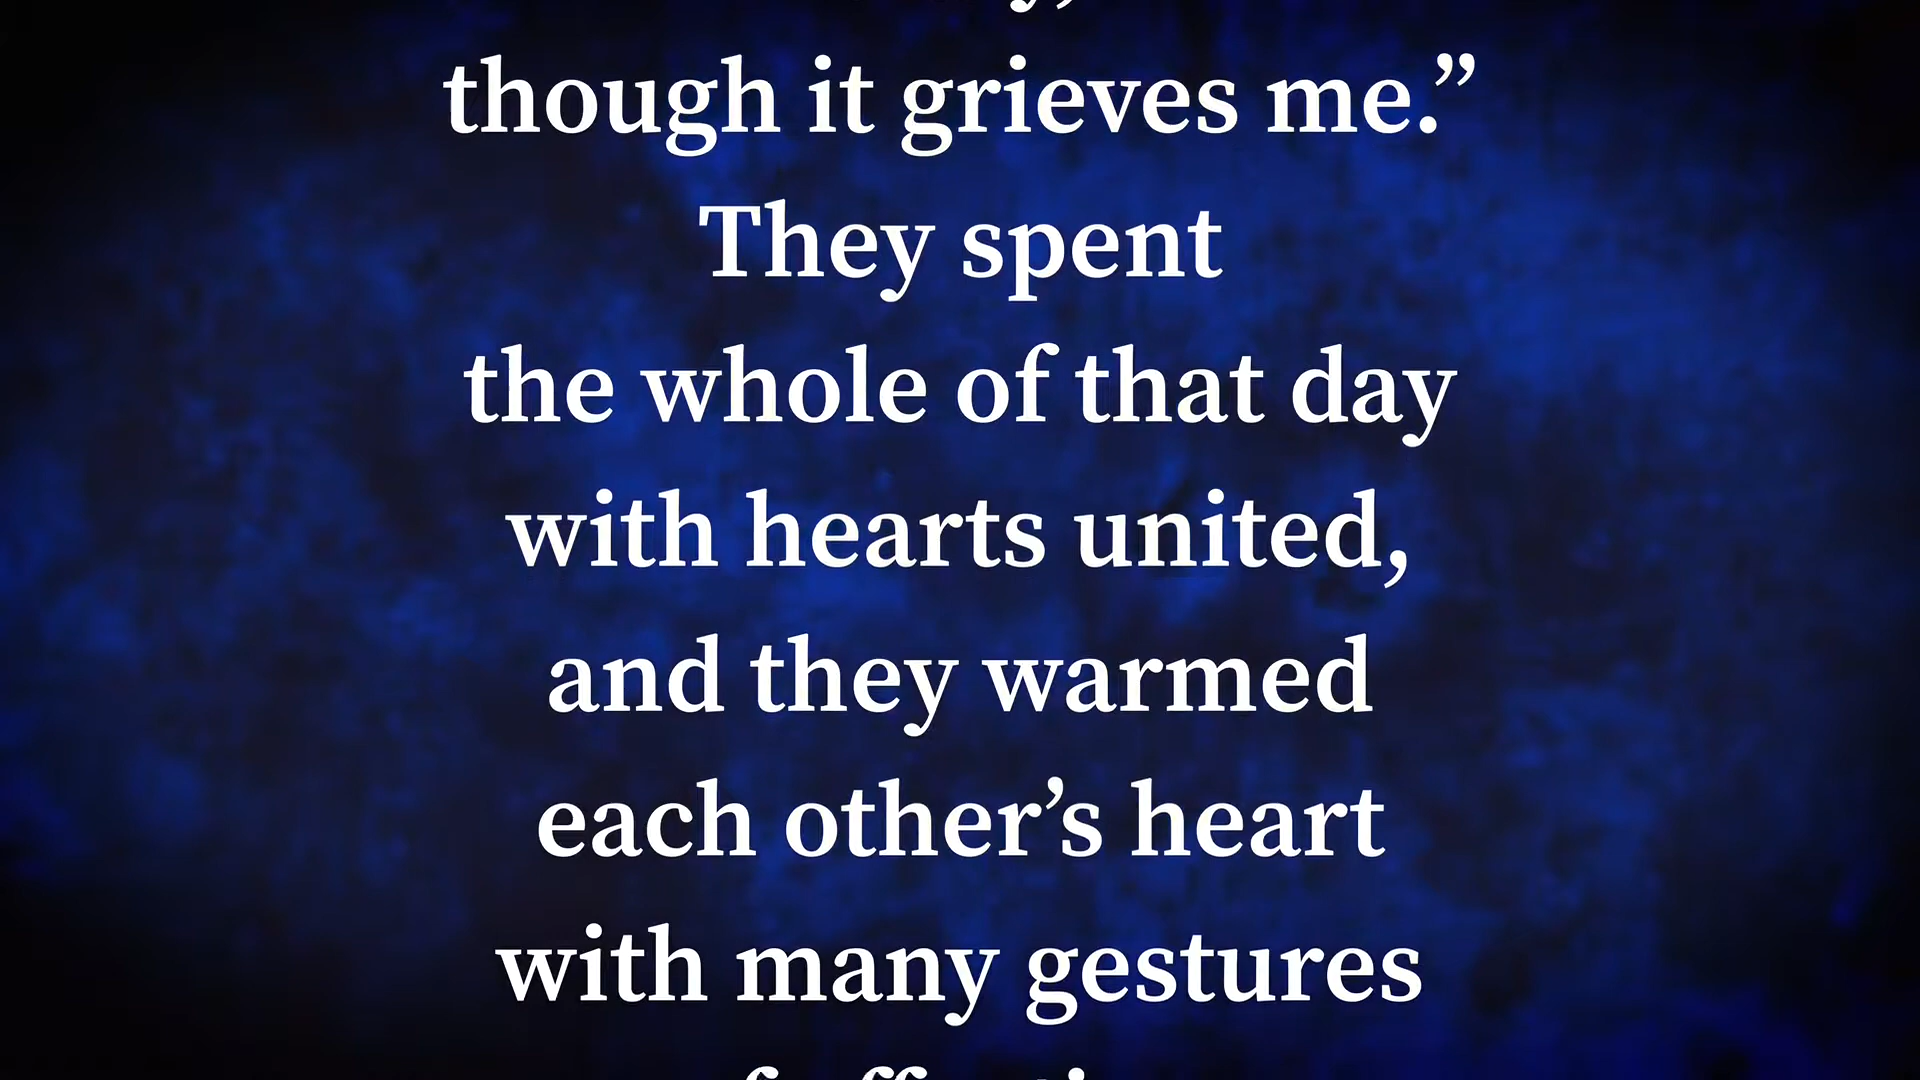 though it grieves me.”
They spent
the whole of that day
with hearts united,
and they warmed
each other’s heart
with many gestures